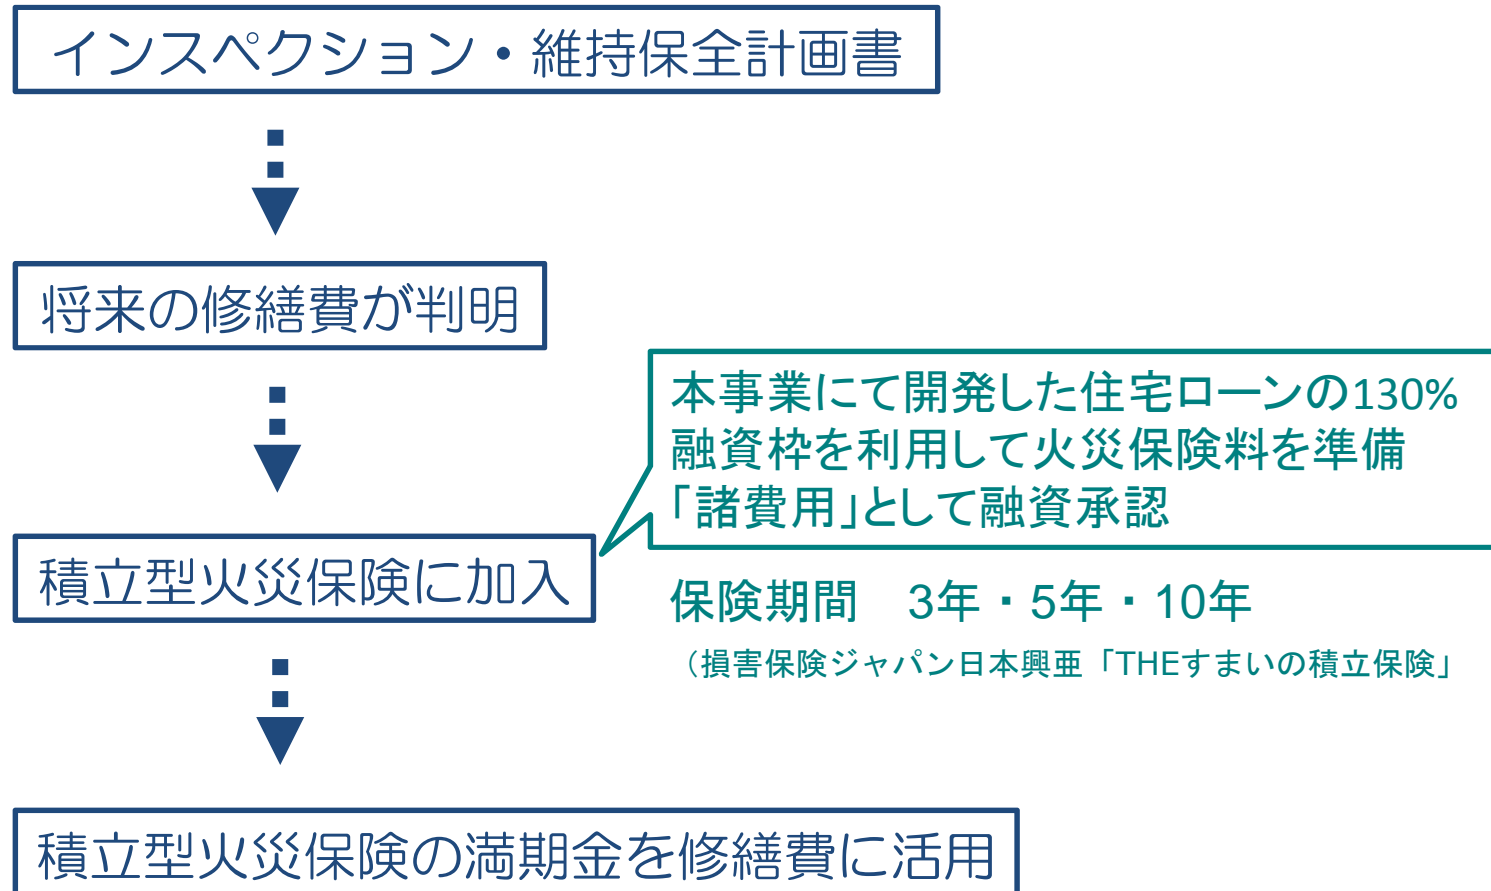 インスペクション・維持保全計画書
将来の修繕費が判明
本事業にて開発した住宅ローンの130%
融資枠を利用して火災保険料を準備
「諸費用」として融資承認
積立型火災保険に加入
保険期間　3年・5年・10年
（損害保険ジャパン日本興亜「THEすまいの積立保険」
積立型火災保険の満期金を修繕費に活用